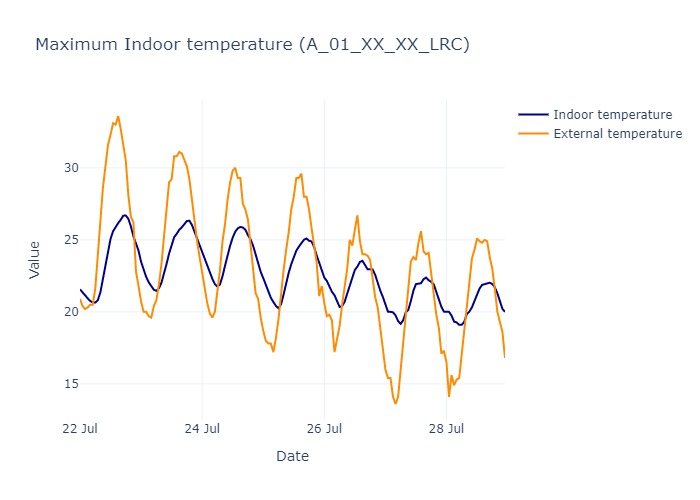 Maximum Indoor temperature (A_01_XX_XX_LRC)
Indoor temperature
External temperature
Value
30
25
20
15
22 Jul
24 Jul
26 Jul
28 Jul
Date